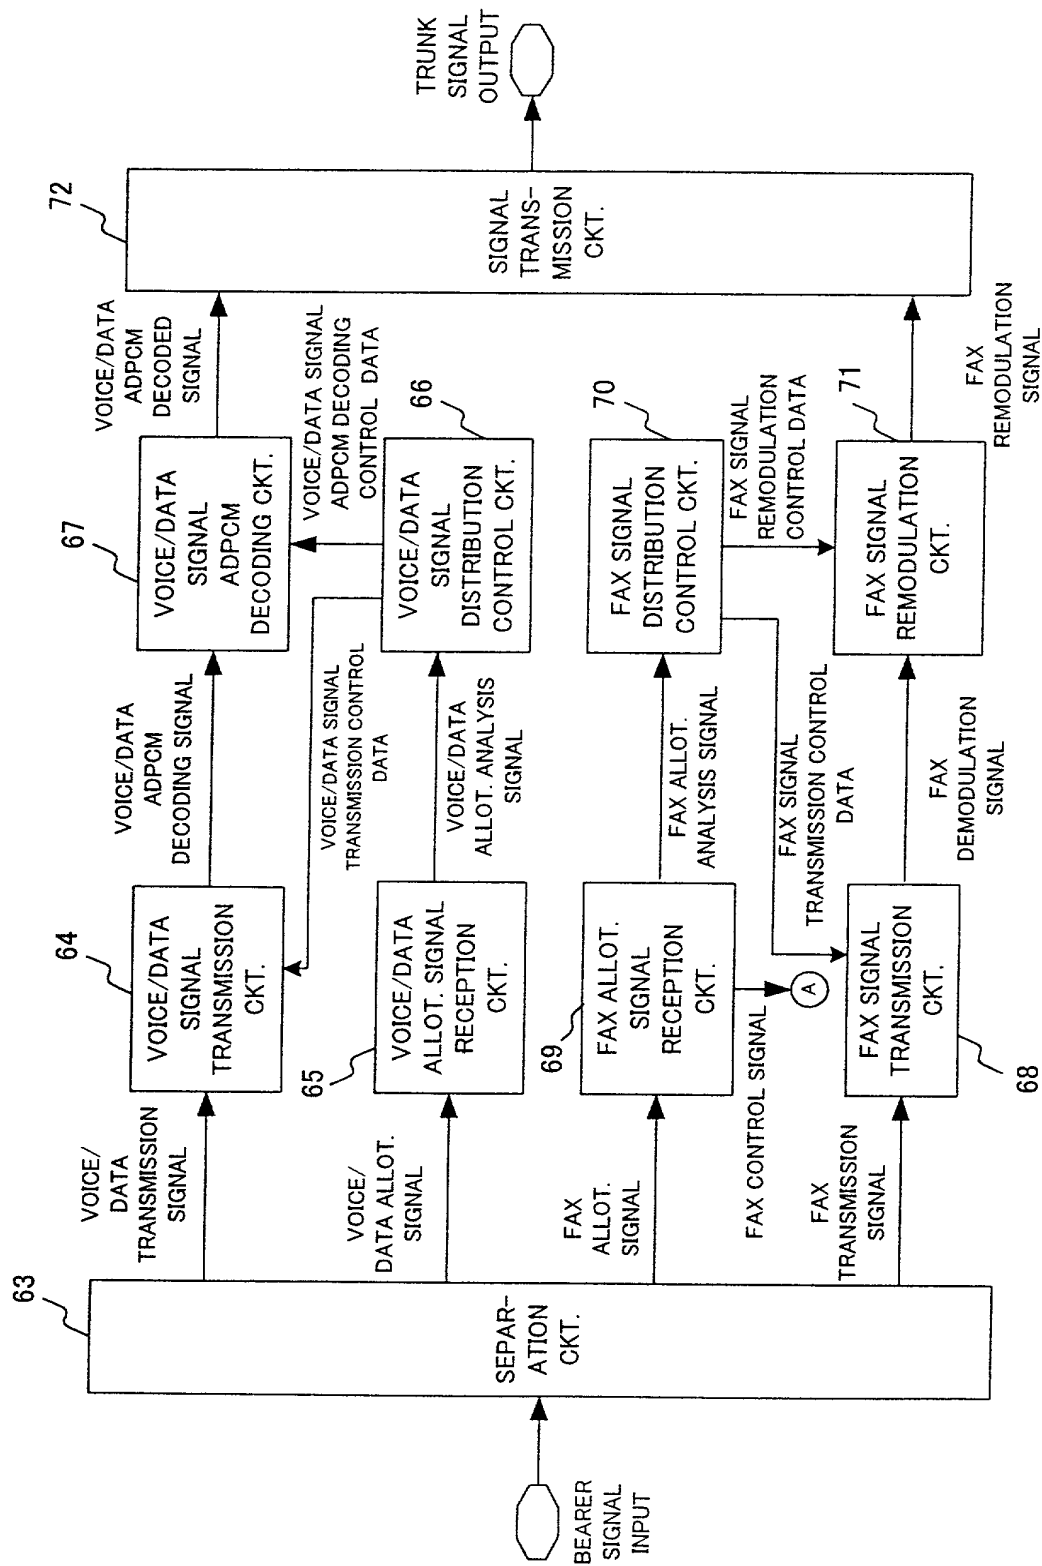 BEARER
SIGNAL
INPUT
63
SEPAR-
ATION
CKT.
VOICE/
DATA
TRANSMISSION
SIGNAL
VOICE/
DATA ALLOT.
SIGNAL
FAX
ALLOT.
SIGNAL
FAX
TRANSMISSION
SIGNAL
64
VOICE/DATA
SIGNAL
TRANSMISSION
CKT.
65
VOICE/DATA
ALLOT. SIGNAL
RECEPTION
CKT.
69
FAX ALLOT.
SIGNAL
RECEPTION
CKT.
FAX CONTROL SIGNAL
A
FAX SIGNAL
TRANSMISSION
CKT.
68
VOICE/DATA
ADPCM
DECODING SIGNAL
VOICE/DATA SIGNAL
TRANSMISSION CONTROL
DATA
VOICE/DATA
ALLOT. ANALYSIS
SIGNAL
FAX ALLOT.
ANALYSIS SIGNAL
FAX SIGNAL
TRANSMISSION CONTROL
DATA
FAX
DEMODULATION
SIGNAL
67
VOICE/DATA
SIGNAL
ADPCM
DECODING CKT.
VOICE/DATA
SIGNAL
DISTRIBUTION
CONTROL CKT.
66
FAX SIGNAL
DISTRIBUTION
CONTROL CKT.
70
FAX SIGNAL
REMODULATION
CKT.
71
VOICE/DATA
ADPCM
DECODED
SIGNAL
VOICE/DATA SIGNAL
ADPCM DECODING
CONTROL DATA
FAX SIGNAL
REMODULATION
CONTROL DATA
FAX
REMODULATION
SIGNAL
72
SIGNAL
TRANS-
MISSION
CKT.
TRUNK
SIGNAL
OUTPUT